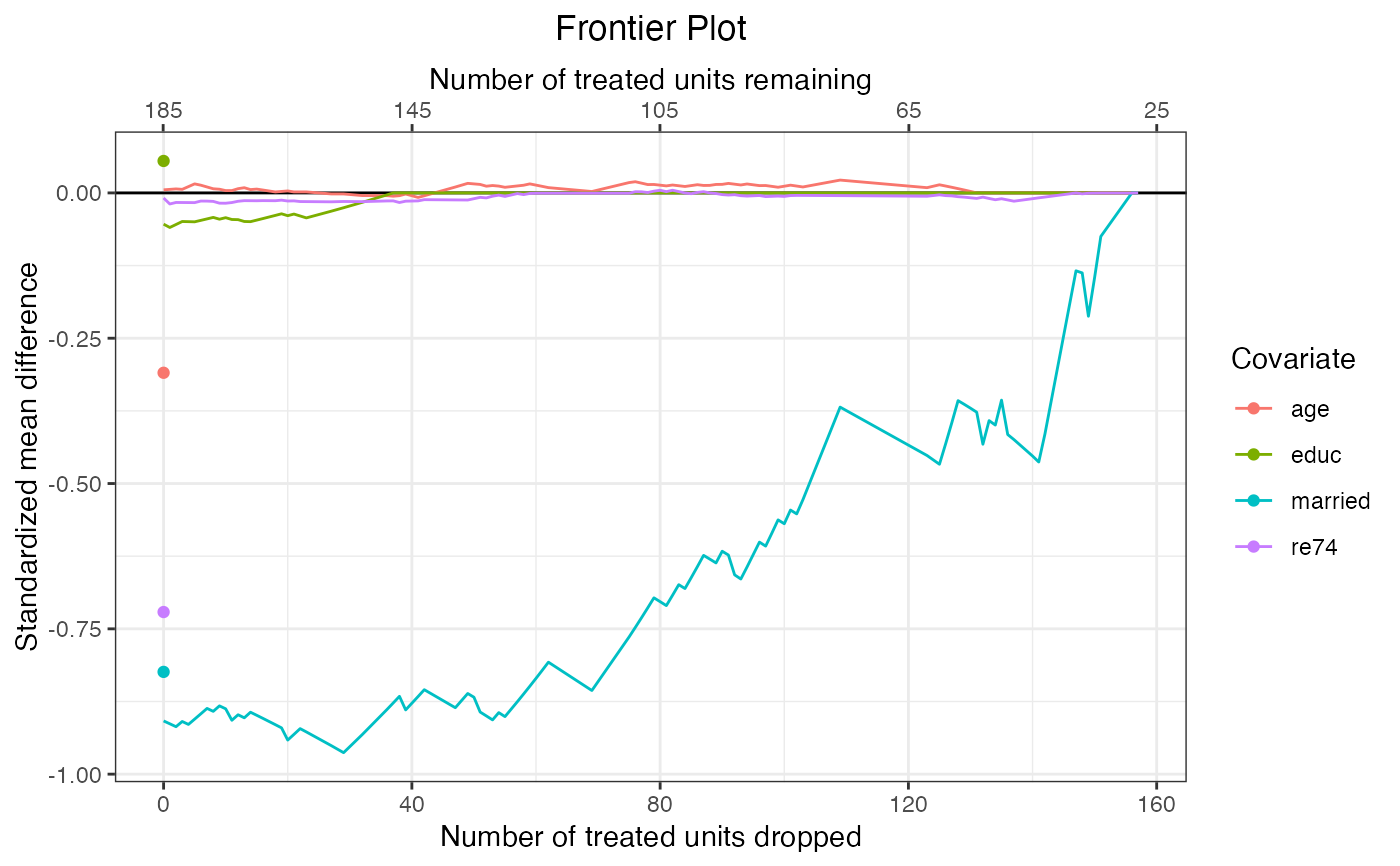 Frontier Plot
Number of treated units remaining
185 145 105 65 25
Standardized mean difference
0.00
-0.25
-0.50
-0.75
-1.00
0 40 80 120 160
Number of treated units dropped
Covariate
age
educ
married
re74